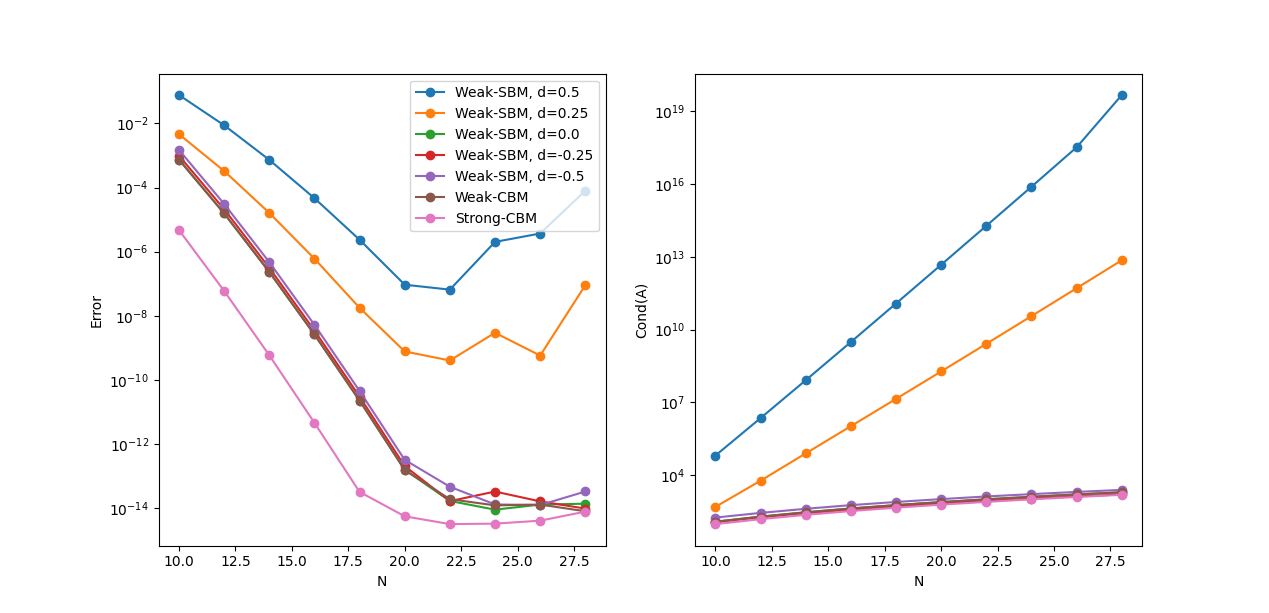 10^{-2}
10^{-4}
10^{-6}
10^{-8}
10^{-10}
10^{-12}
10^{-14}
Error
10.0 12.5 15.0 17.5 20.0 22.5 25.0 27.5
N
Weak-SBM, d=0.5
Weak-SBM, d=0.25
Weak-SBM, d=0.0
Weak-SBM, d=-0.25
Weak-SBM, d=-0.5
Weak-CBM
Strong-CBM
10^{19}
10^{16}
10^{13}
10^{10}
10^{7}
10^{4}
Cond(A)
10.0 12.5 15.0 17.5 20.0 22.5 25.0 27.5
N